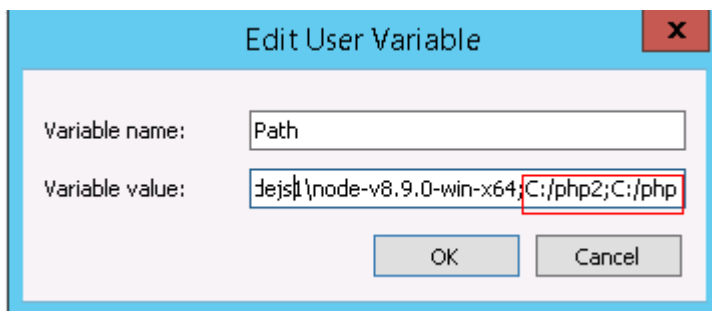 Edit User Variable
x
Variable name: Path
Variable value: dejs1\node-v8.9.0-win-x64;C:/php2;C:/php
OK Cancel